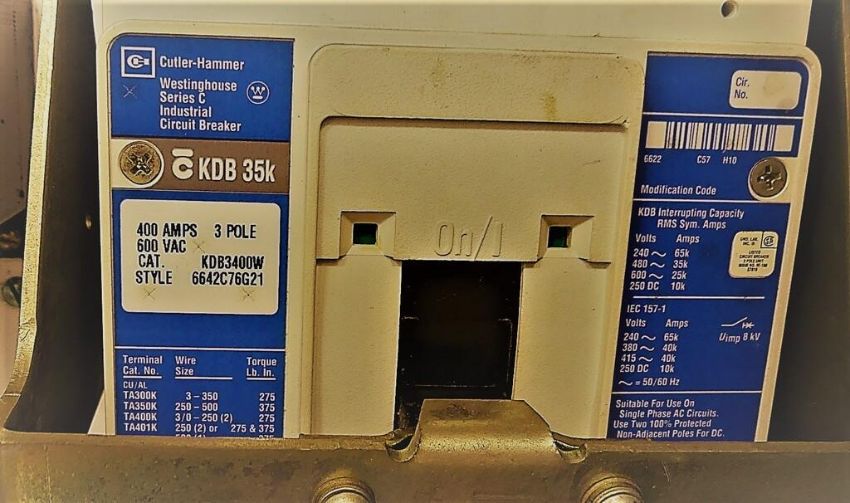 Cutler-Hammer
Westinghouse
Series C
Industrial
Circuit Breaker
KDB 35k
400 AMPS 3 POLE
600 VAC
CAT. KDB3400W
STYLE 6642C76G21
Terminal Wire Torque
Cat. No. Size Lb. In.
CU/AL
TA300K 3 – 350 275
TA350K 250 – 500 375
TA400K 3/0 – 250 (2) 275
TA401K 250 (2) or 275 & 375
On/I
Cir.
No.
6622 C57 H10
Modification Code
KDB Interrupting Capacity
RMS Sym. Amps
Volts Amps
240 ~ 65k
480 ~ 35k
600 ~ 25k
250 DC 10k
LISTED
CIRCUIT BREAKER
IEC 157-1
Volts Amps
240 ~ 65k
380 ~ 40k
415 ~ 40k
250 DC 10k
Uimp 8 kV
~ = 50/60 Hz
Suitable For Use On
Single Phase AC Circuits.
Use Two 100% Protected
Non-Adjacent Poles For DC.